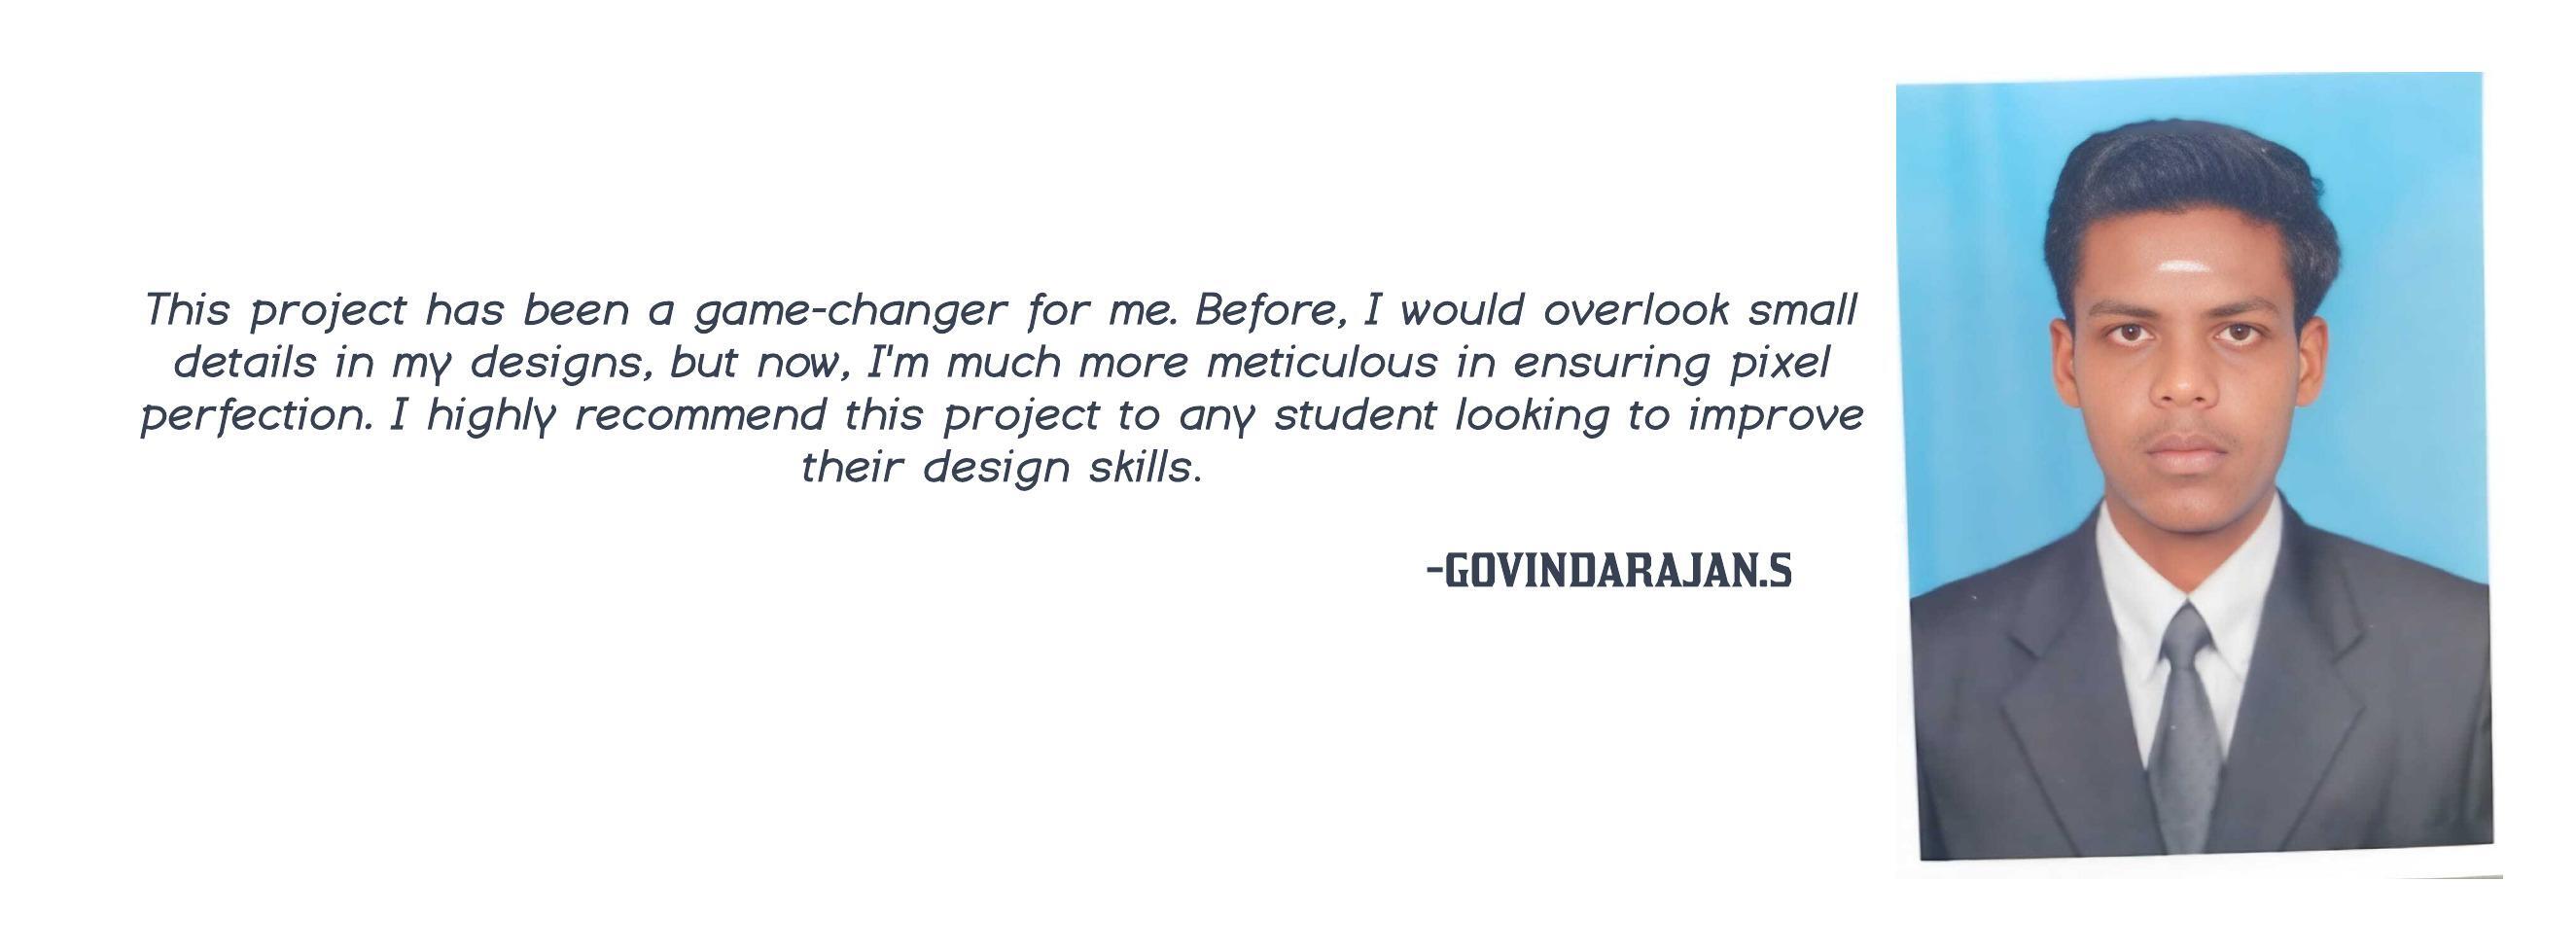 This project has been a game-changer for me. Before, I would overlook small
details in my designs, but now, I'm much more meticulous in ensuring pixel
perfection. I highly recommend this project to any student looking to improve
their design skills.
-GOVINDARAJAN.S